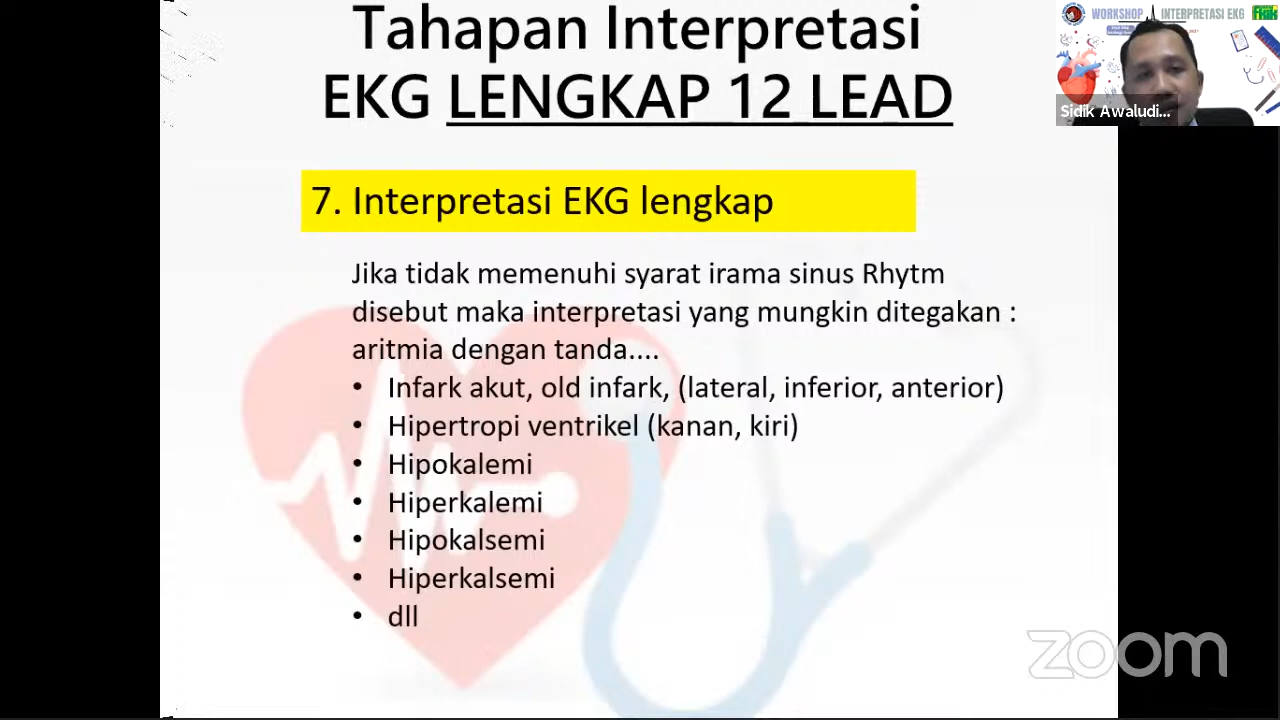 Tahapan Interpretasi
EKG LENGKAP 12 LEAD
WORKSHOP INTERPRETASI EKG
Sidik Awaludi...
7. Interpretasi EKG lengkap
Jika tidak memenuhi syarat irama sinus Rhytm
disebut maka interpretasi yang mungkin ditegakan :
aritmia dengan tanda....
• Infark akut, old infark, (lateral, inferior, anterior)
• Hipertropi ventrikel (kanan, kiri)
• Hipokalemi
• Hiperkalemi
• Hipokalsemi
• Hiperkalsemi
• dll
zoom